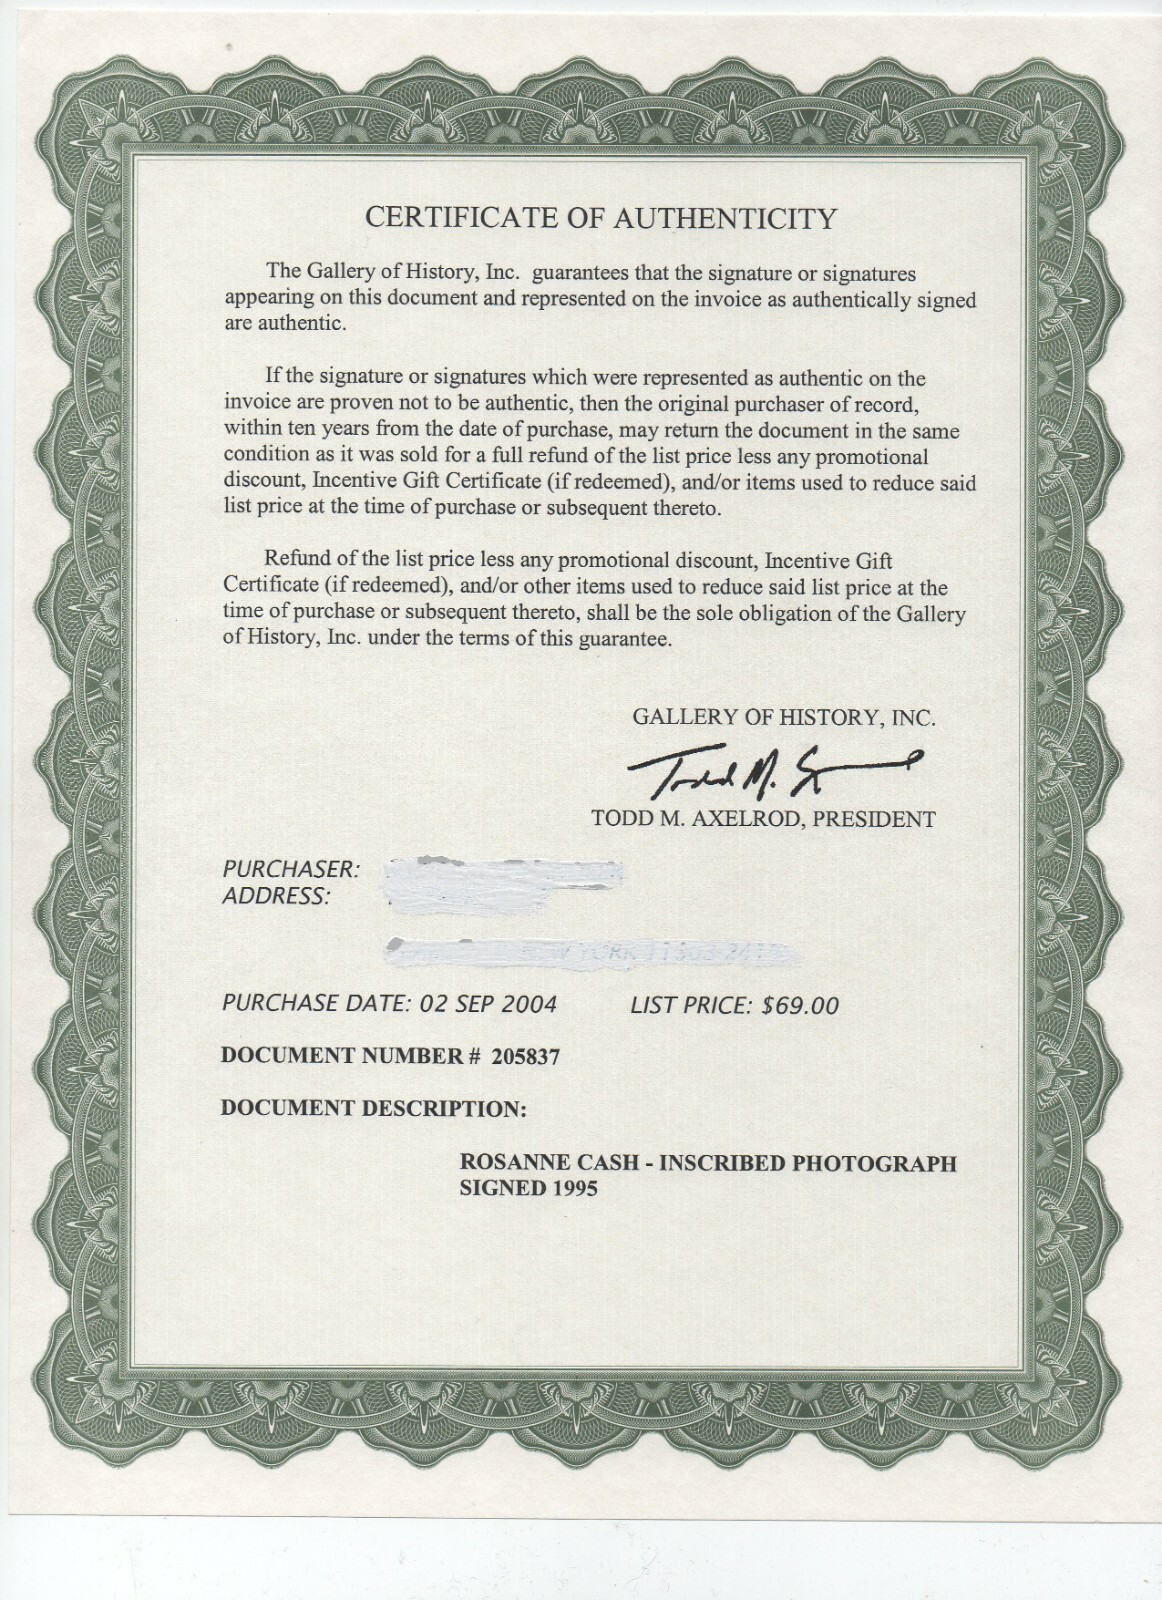 CERTIFICATE OF AUTHENTICITY
The Gallery of History, Inc. guarantees that the signature or signatures
appearing on this document and represented on the invoice as authentically signed
are authentic.
If the signature or signatures which were represented as authentic on the
invoice are proven not to be authentic, then the original purchaser of record,
within ten years from the date of purchase, may return the document in the same
condition as it was sold for a full refund of the list price less any promotional
discount, Incentive Gift Certificate (if redeemed), and/or items used to reduce said
list price at the time of purchase or subsequent thereto.
Refund of the list price less any promotional discount, Incentive Gift
Certificate (if redeemed), and/or other items used to reduce said list price at the
time of purchase or subsequent thereto, shall be the sole obligation of the Gallery
of History, Inc. under the terms of this guarantee.
GALLERY OF HISTORY, INC.
Todd M.
TODD M. AXELROD, PRESIDENT
PURCHASER:
ADDRESS:
PURCHASE DATE: 02 SEP 2004 LIST PRICE: $69.00
DOCUMENT NUMBER # 205837
DOCUMENT DESCRIPTION:
ROSANNE CASH - INSCRIBED PHOTOGRAPH
SIGNED 1995